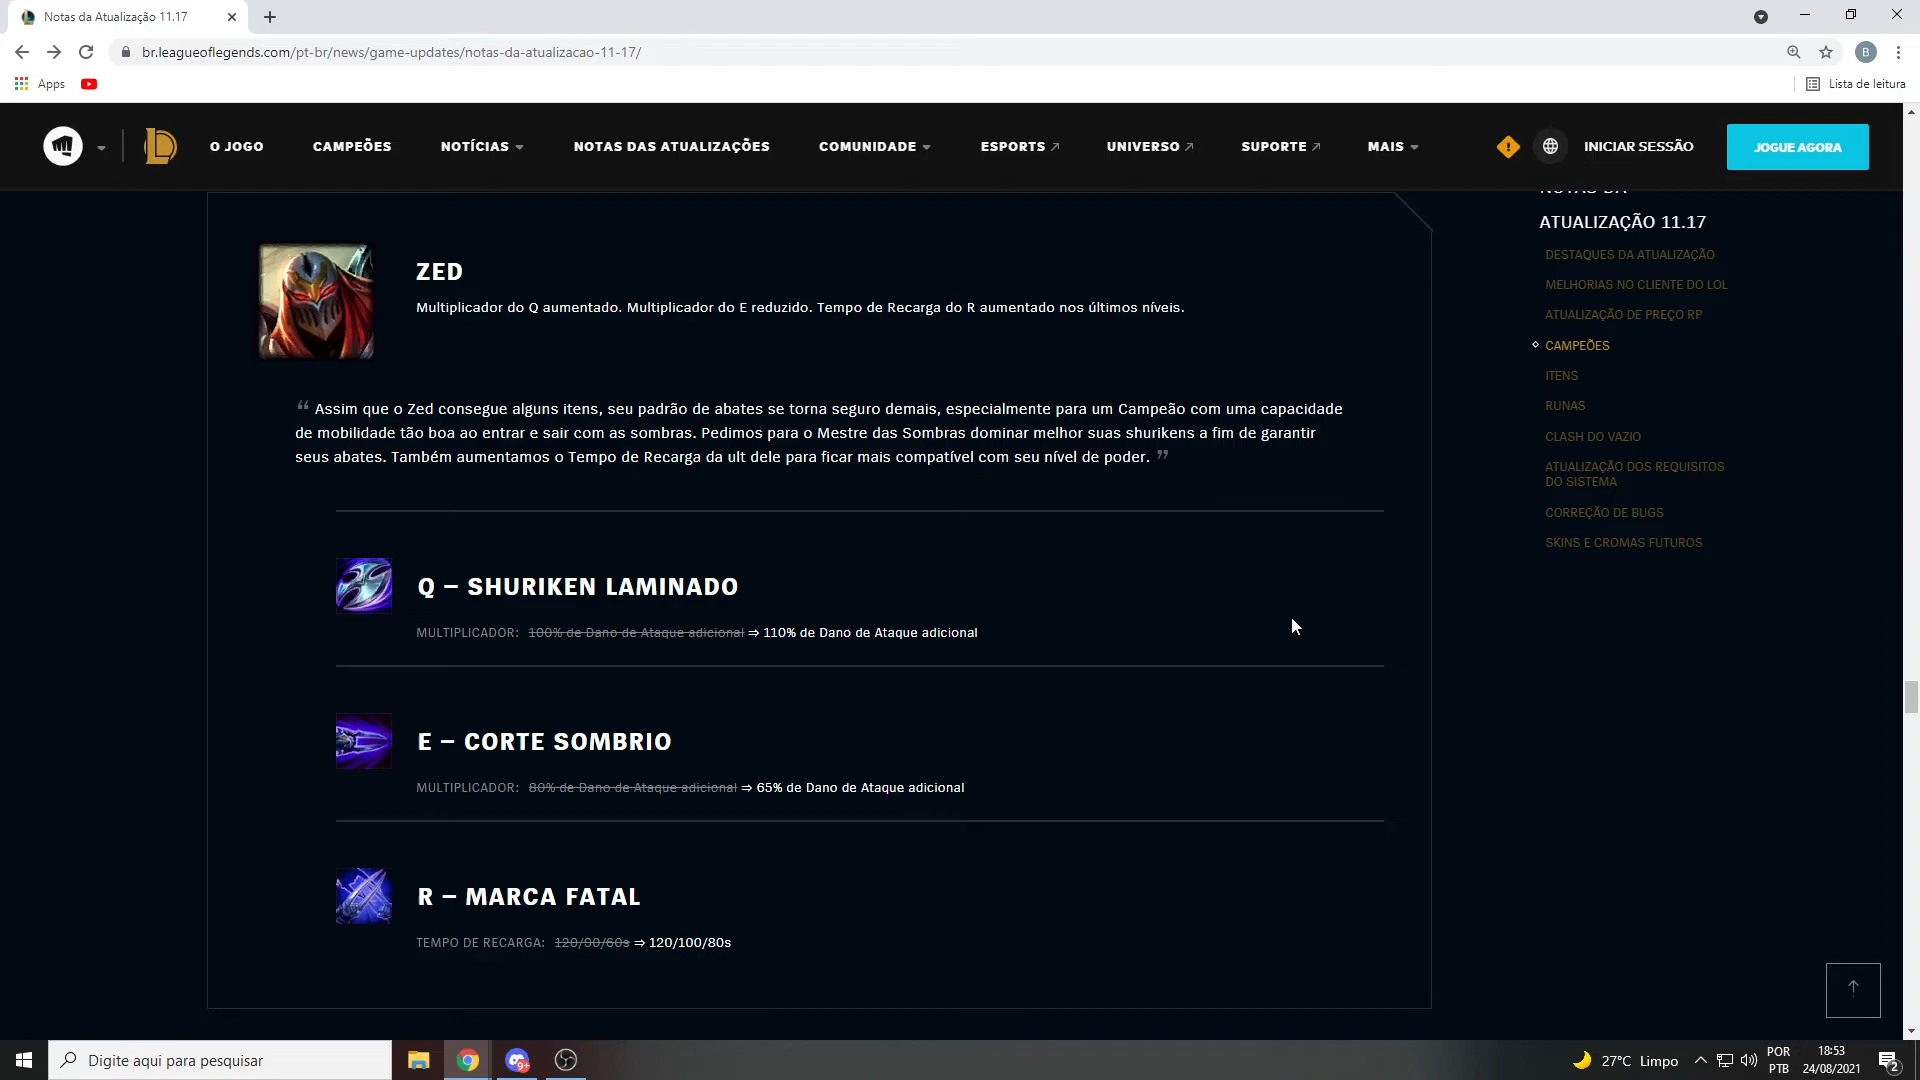 Notas da Atualização 11.17
br.leagueoflegends.com/pt-br/news/game-updates/notas-da-atualizacao-11-17/
B
Apps
Lista de leitura
O JOGO
CAMPEÕES
NOTÍCIAS
NOTAS DAS ATUALIZAÇÕES
COMUNIDADE
ESPORTS
UNIVERSO
SUPORTE
MAIS
INICIAR SESSÃO
JOGUE AGORA
ZED
Multiplicador do Q aumentado. Multiplicador do E reduzido. Tempo de Recarga do R aumentado nos últimos níveis.
“ Assim que o Zed consegue alguns itens, seu padrão de abates se torna seguro demais, especialmente para um Campeão com uma capacidade
de mobilidade tão boa ao entrar e sair com as sombras. Pedimos para o Mestre das Sombras dominar melhor suas shurikens a fim de garantir
seus abates. Também aumentamos o Tempo de Recarga da ult dele para ficar mais compatível com seu nível de poder. ”
Q – SHURIKEN LAMINADO
MULTIPLICADOR: 100% de Dano de Ataque adicional ⇒ 110% de Dano de Ataque adicional
E – CORTE SOMBRIO
MULTIPLICADOR: 80% de Dano de Ataque adicional ⇒ 65% de Dano de Ataque adicional
R – MARCA FATAL
TEMPO DE RECARGA: 120/90/60s ⇒ 120/100/80s
NOTAS DA
ATUALIZAÇÃO 11.17
DESTAQUES DA ATUALIZAÇÃO
MELHORIAS NO CLIENTE DO LOL
ATUALIZAÇÃO DE PREÇO RP
CAMPEÕES
ITENS
RUNAS
CLASH DO VAZIO
ATUALIZAÇÃO DOS REQUISITOS
DO SISTEMA
CORREÇÃO DE BUGS
SKINS E CROMAS FUTUROS
Digite aqui para pesquisar
9+
27°C Limpo
POR
PTB
18:53
24/08/2021
2